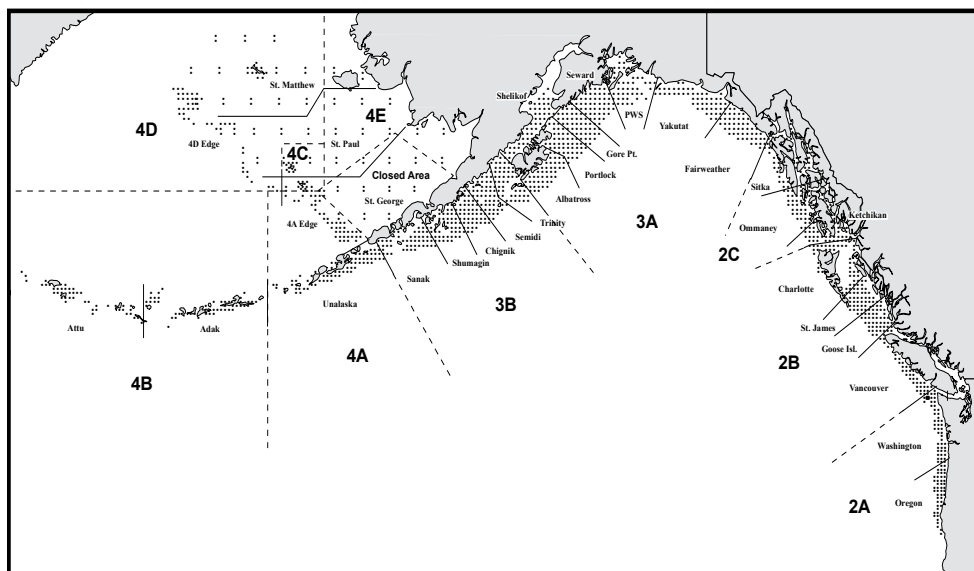 Seward
St. Matthew
Shelikof
4D
4E
PWS
Yakutat
4D Edge
St. Paul
4C
Gore Pt.
Closed Area
Portlock
Fairweather
Albatross
Sitka
St. George
4A Edge
Trinity
3A
Ketchikan
Ommaney
Semidi
2C
Chignik
Shumagin
Sanak
Charlotte
Unalaska
3B
Attu
Adak
St. James
Goose Isl.
4A
2B
4B
Vancouver
Washington
Oregon
2A